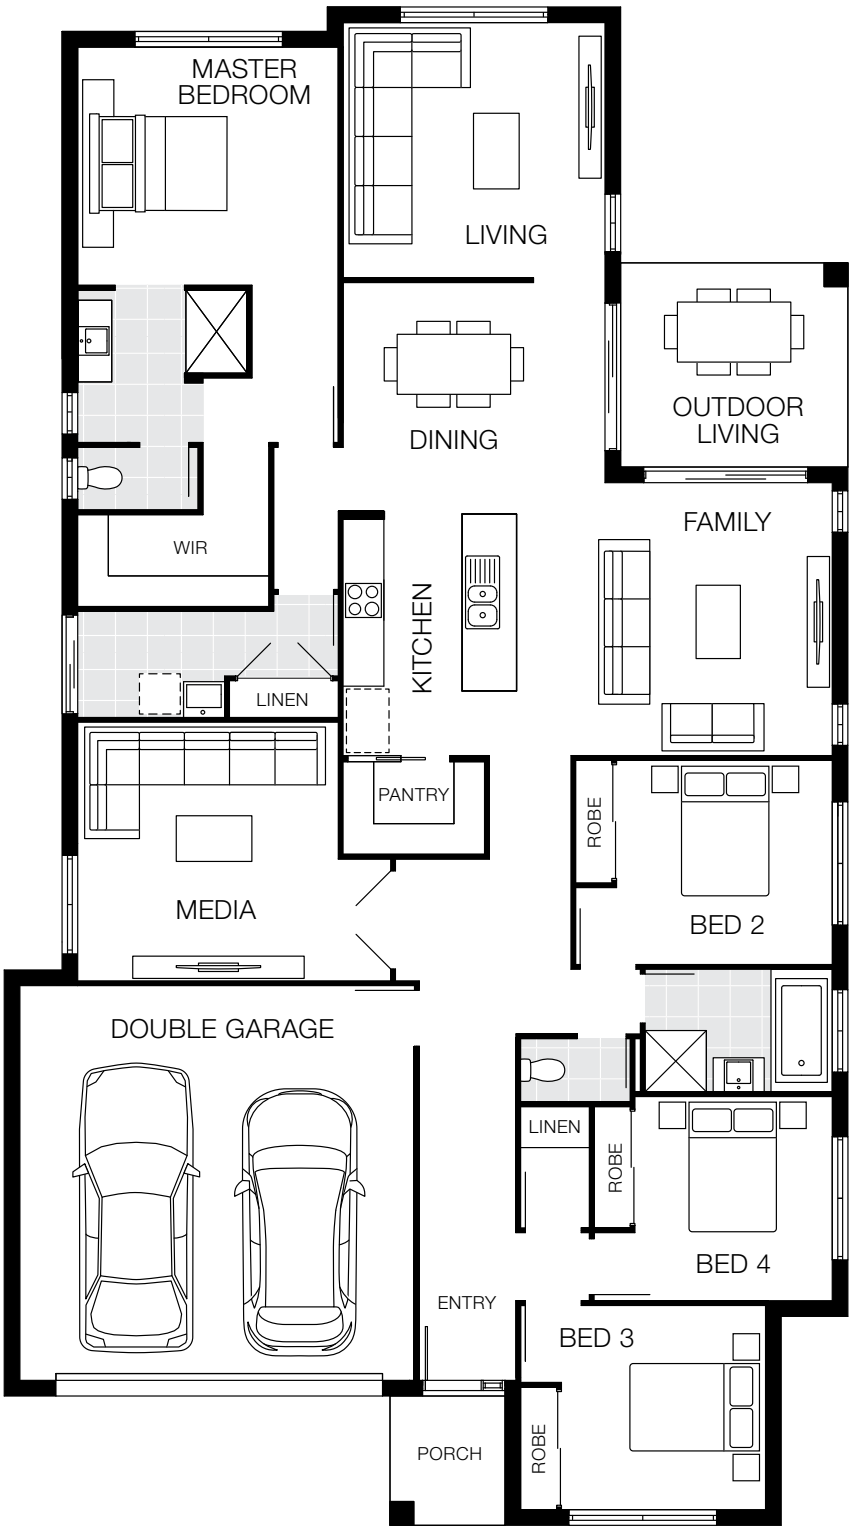 MASTER
BEDROOM
LIVING
OUTDOOR
LIVING
DINING
FAMILY
WIR
KITCHEN
LINEN
PANTRY
ROBE
MEDIA
BED 2
DOUBLE GARAGE
LINEN
ROBE
BED 4
ENTRY
BED 3
PORCH
ROBE